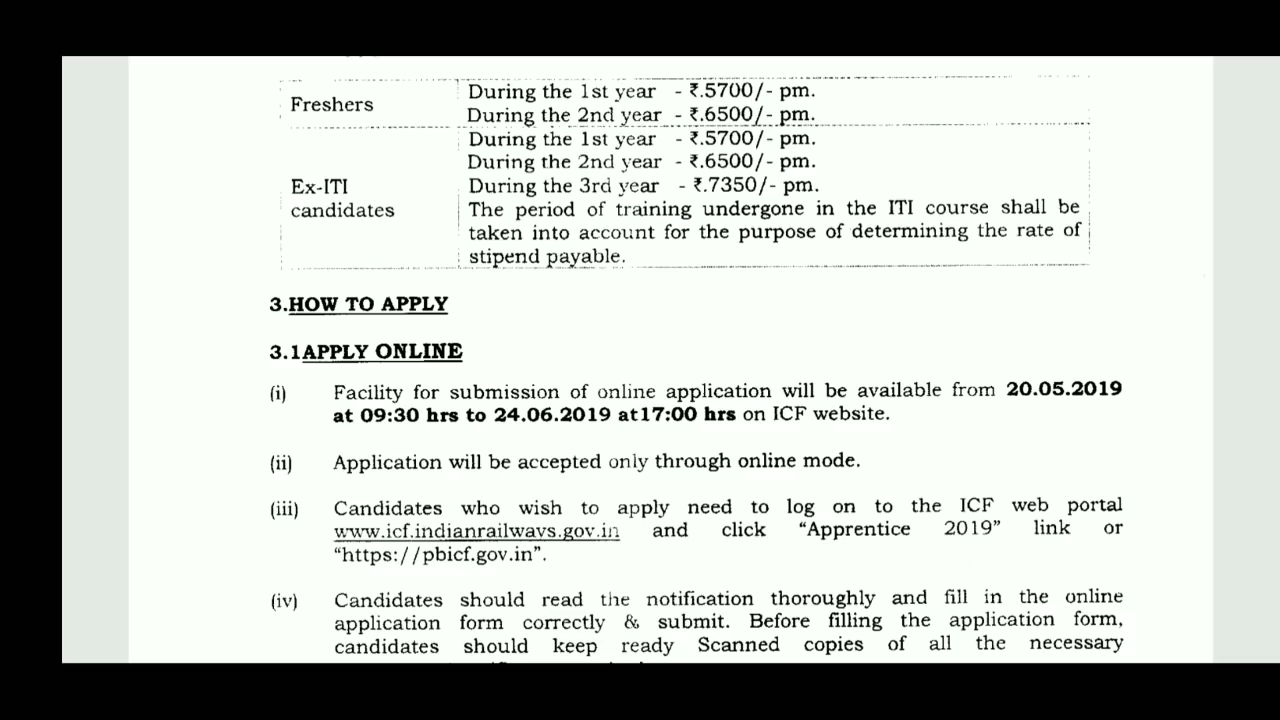 Freshers
During the 1st year - ₹.5700/- pm.
During the 2nd year - ₹.6500/- pm.
Ex-ITI
candidates
During the 1st year - ₹.5700/- pm.
During the 2nd year - ₹.6500/- pm.
During the 3rd year - ₹.7350/- pm.
The period of training undergone in the ITI course shall be
taken into account for the purpose of determining the rate of
stipend payable.
3.HOW TO APPLY
3.1APPLY ONLINE
(i) Facility for submission of online application will be available from 20.05.2019
at 09:30 hrs to 24.06.2019 at17:00 hrs on ICF website.
(ii) Application will be accepted only through online mode.
(iii) Candidates who wish to apply need to log on to the ICF web portal
www.icf.indianrailways.gov.in and click “Apprentice 2019” link or
“https://pbicf.gov.in”.
(iv) Candidates should read the notification thoroughly and fill in the online
application form correctly & submit. Before filling the application form,
candidates should keep ready Scanned copies of all the necessary